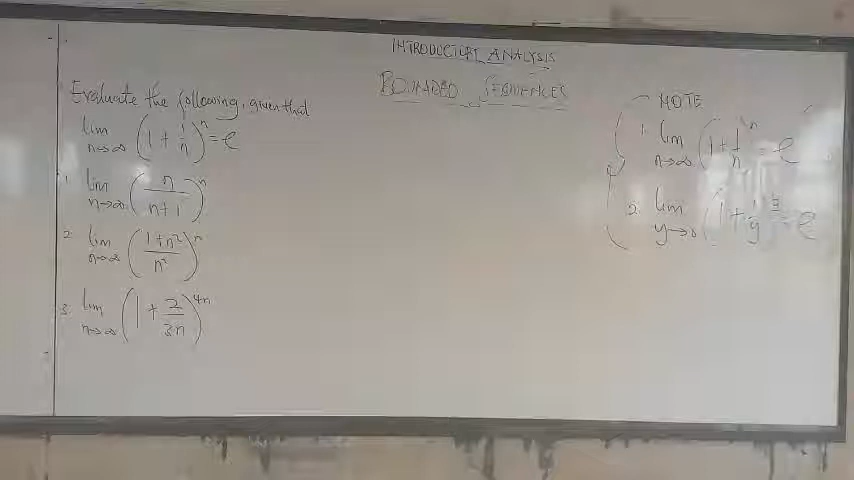 INTRODUCTORY ANALYSIS
BOUNDED SEQUENCES
Evaluate the following, given that
lim n→∞ (1 + 1/n)^n = e
1. lim n→∞ (n/(n+1))^n
2. lim n→∞ ((1+n²)/n²)^n
3. lim n→∞ (1 + 2/3n)^4n
NOTE
1. lim n→∞ (1 + 1/n)^n = e
2. lim y→ (1 + 1/y) = e